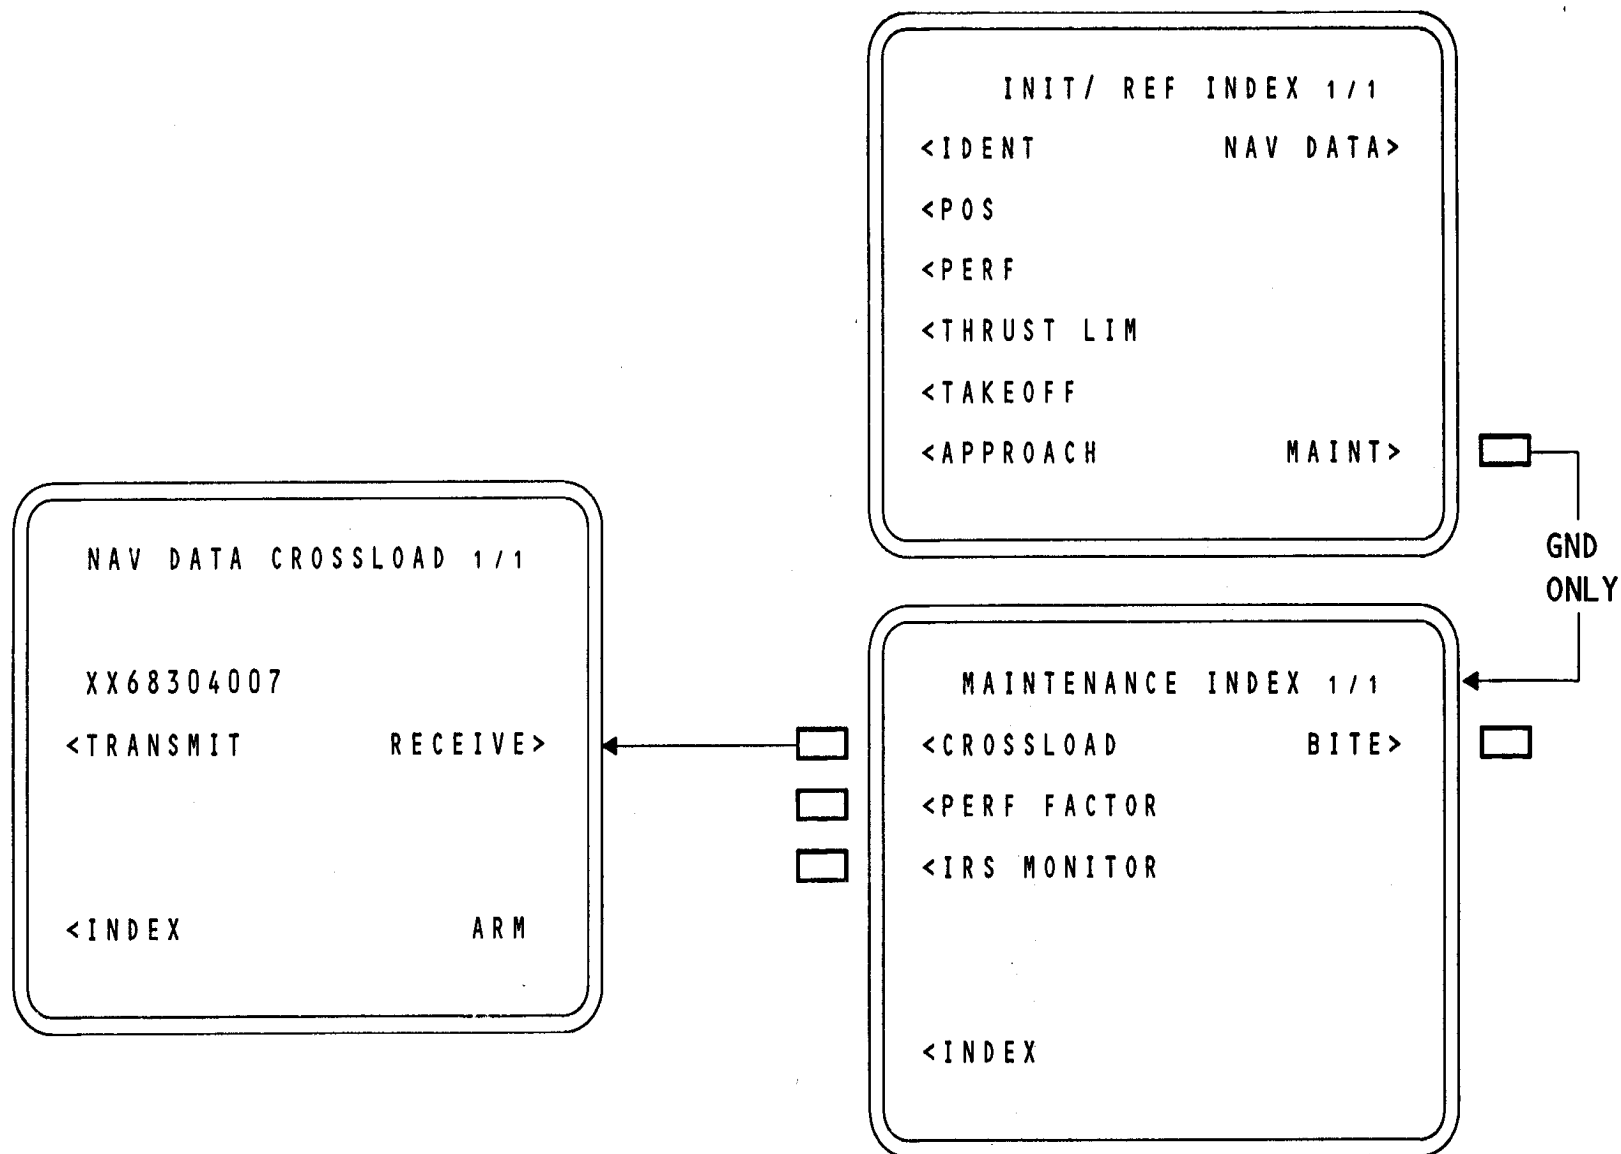 INIT/ REF INDEX 1/1
<IDENT NAV DATA>
<POS
<PERF
<THRUST LIM
<TAKEOFF
<APPROACH MAINT>
GND
ONLY
MAINTENANCE INDEX 1/1
<CROSSLOAD BITE>
<PERF FACTOR
<IRS MONITOR
<INDEX
NAV DATA CROSSLOAD 1/1
XX68304007
<TRANSMIT RECEIVE>
<INDEX ARM